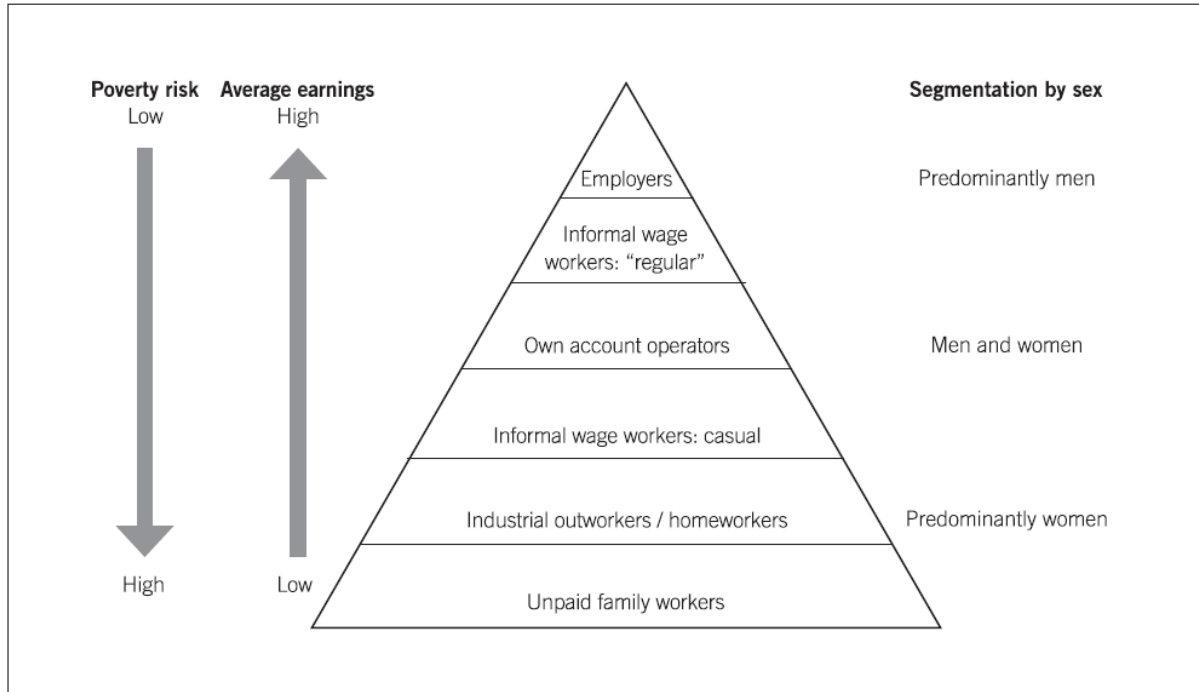 Poverty risk
Low
High
Average earnings
High
Low
Employers
Informal wage
workers: “regular”
Own account operators
Informal wage workers: casual
Industrial outworkers / homeworkers
Unpaid family workers
Segmentation by sex
Predominantly men
Men and women
Predominantly women